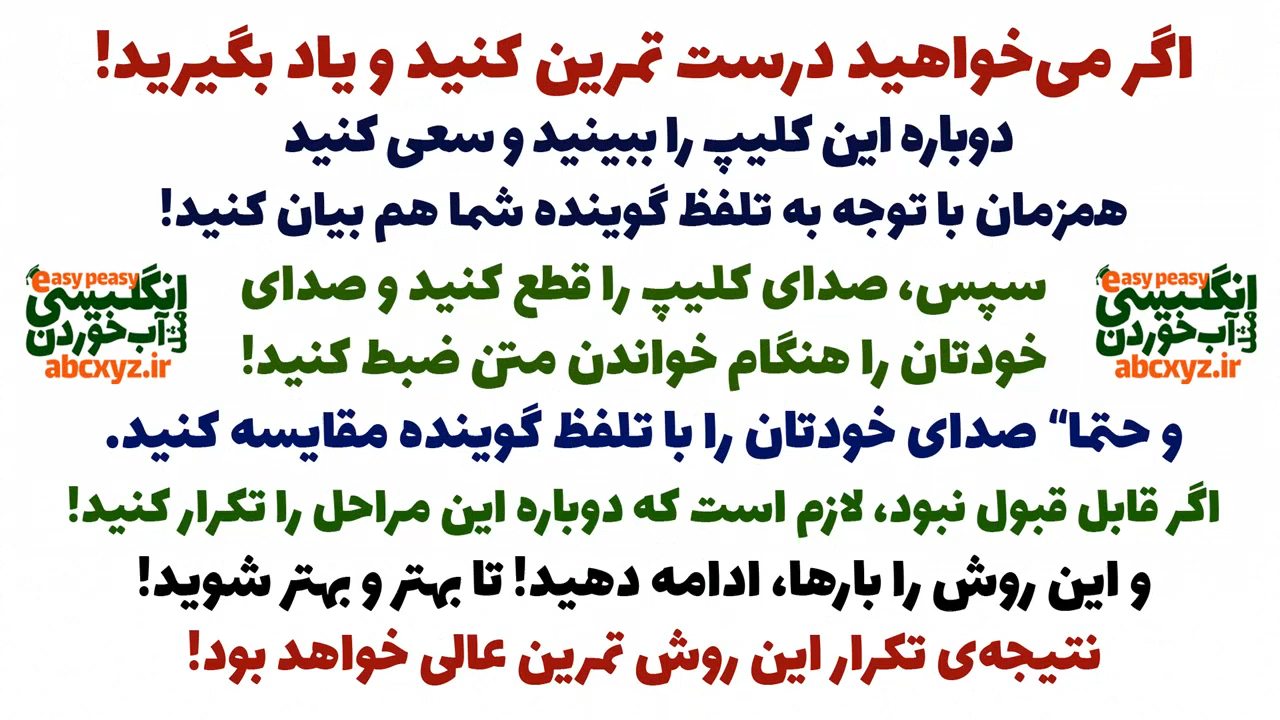 اگر می‌خواهید درست تمرین کنید و یاد بگیرید!
دوباره این کلیپ را ببینید و سعی کنید
همزمان با توجه به تلفظ گوینده شما هم بیان کنید!
سپس، صدای کلیپ را قطع کنید و صدای
خودتان را هنگام خواندن متن ضبط کنید!
و حتما“ صدای خودتان را با تلفظ گوینده مقایسه کنید.
اگر قابل قبول نبود، لازم است که دوباره این مراحل را تکرار کنید!
و این روش را بارها، ادامه دهید! تا بهتر و بهتر شوید!
نتیجه‌ی تکرار این روش تمرین عالی خواهد بود!
easy peasy
انگلیسی
مثل آب خوردن
abcxyz.ir
easy peasy
انگلیسی
مثل آب خوردن
abcxyz.ir